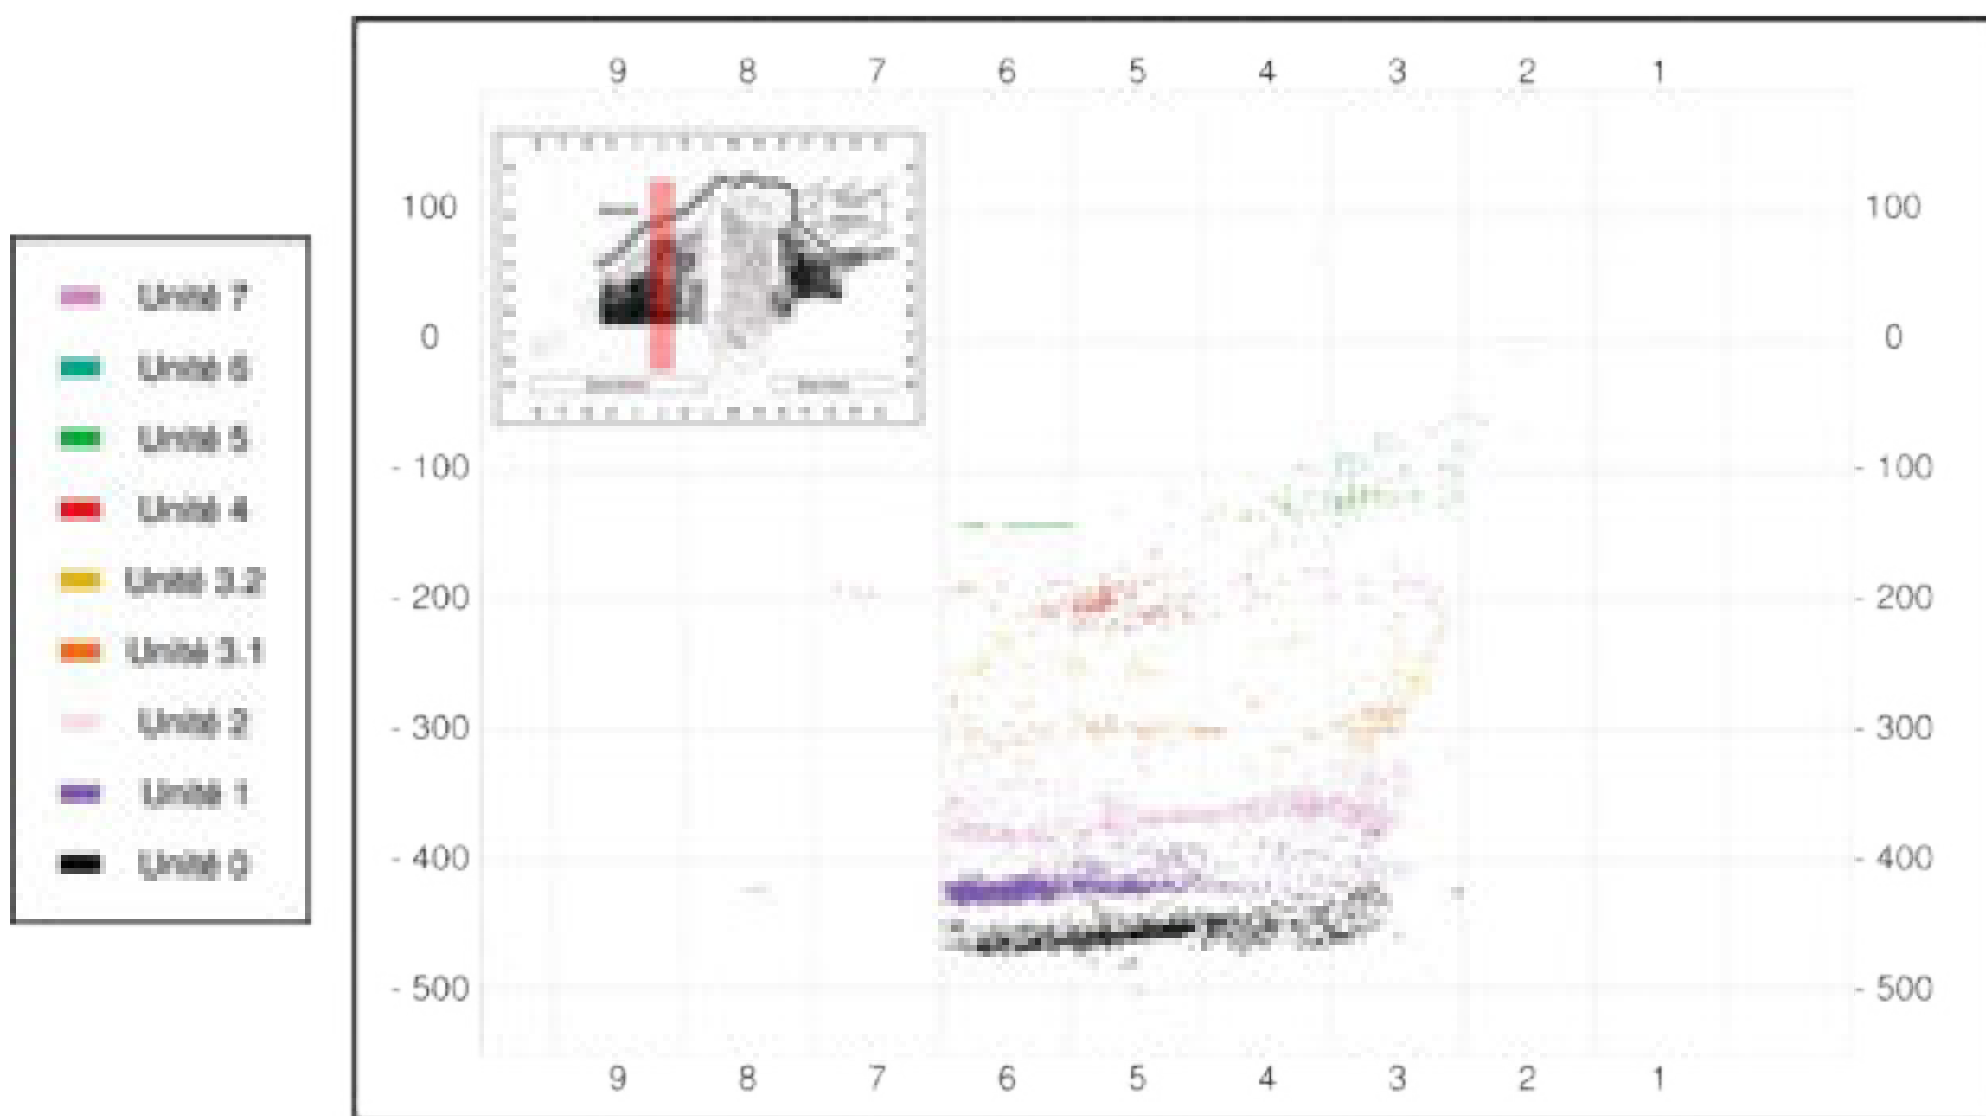 9 8 7 6 5 4 3 2 1
100 100
0 0
- 100 - 100
- 200 - 200
- 300 - 300
- 400 - 400
- 500 - 500
9 8 7 6 5 4 3 2 1
Unité 7
Unité 6
Unité 5
Unité 4
Unité 3.2
Unité 3.1
Unité 2
Unité 1
Unité 0